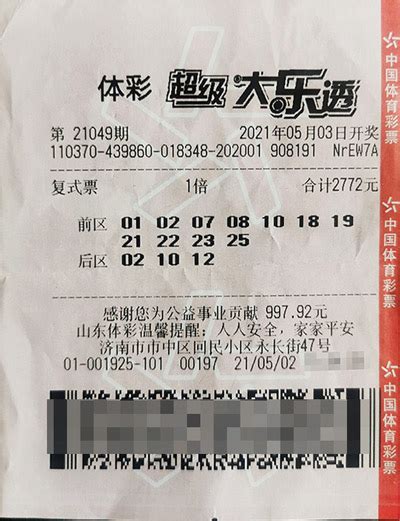 体彩 超级大乐透
第 21049期 2021年05月03日开奖
110370-439860-018348-202001 908191 NrEW7A
复式票 1倍 合计2772元
前区 01 02 07 08 10 18 19
21 22 23 25
后区 02 10 12
感谢您为公益事业贡献 997.92元
山东体彩温馨提醒：人人安全，家家平安
济南市市中区回民小区永长街47号
01-001925-101 00197 21/05/02
中国体育彩票
中国体育彩票
中国体育彩票